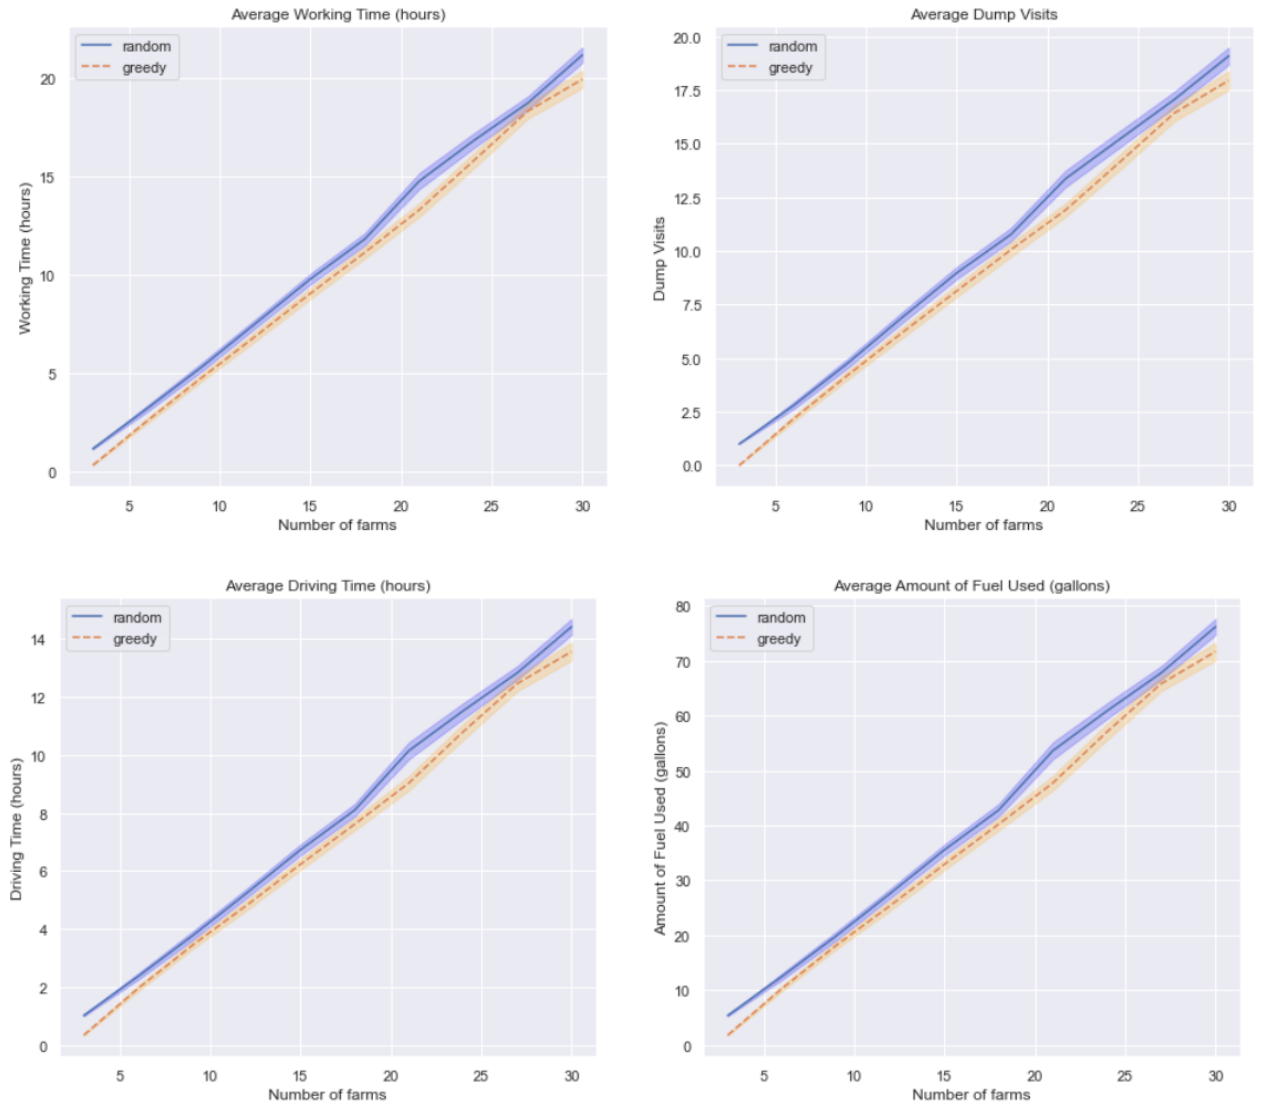 Average Working Time (hours)
random
greedy
20
15
10
5
0
Working Time (hours)
5
10
15
20
25
30
Number of farms
Average Dump Visits
random
greedy
20.0
17.5
15.0
12.5
10.0
7.5
5.0
2.5
0.0
Dump Visits
5
10
15
20
25
30
Number of farms
Average Driving Time (hours)
random
greedy
14
12
10
8
6
4
2
0
Driving Time (hours)
5
10
15
20
25
30
Number of farms
Average Amount of Fuel Used (gallons)
random
greedy
80
70
60
50
40
30
20
10
0
Amount of Fuel Used (gallons)
5
10
15
20
25
30
Number of farms